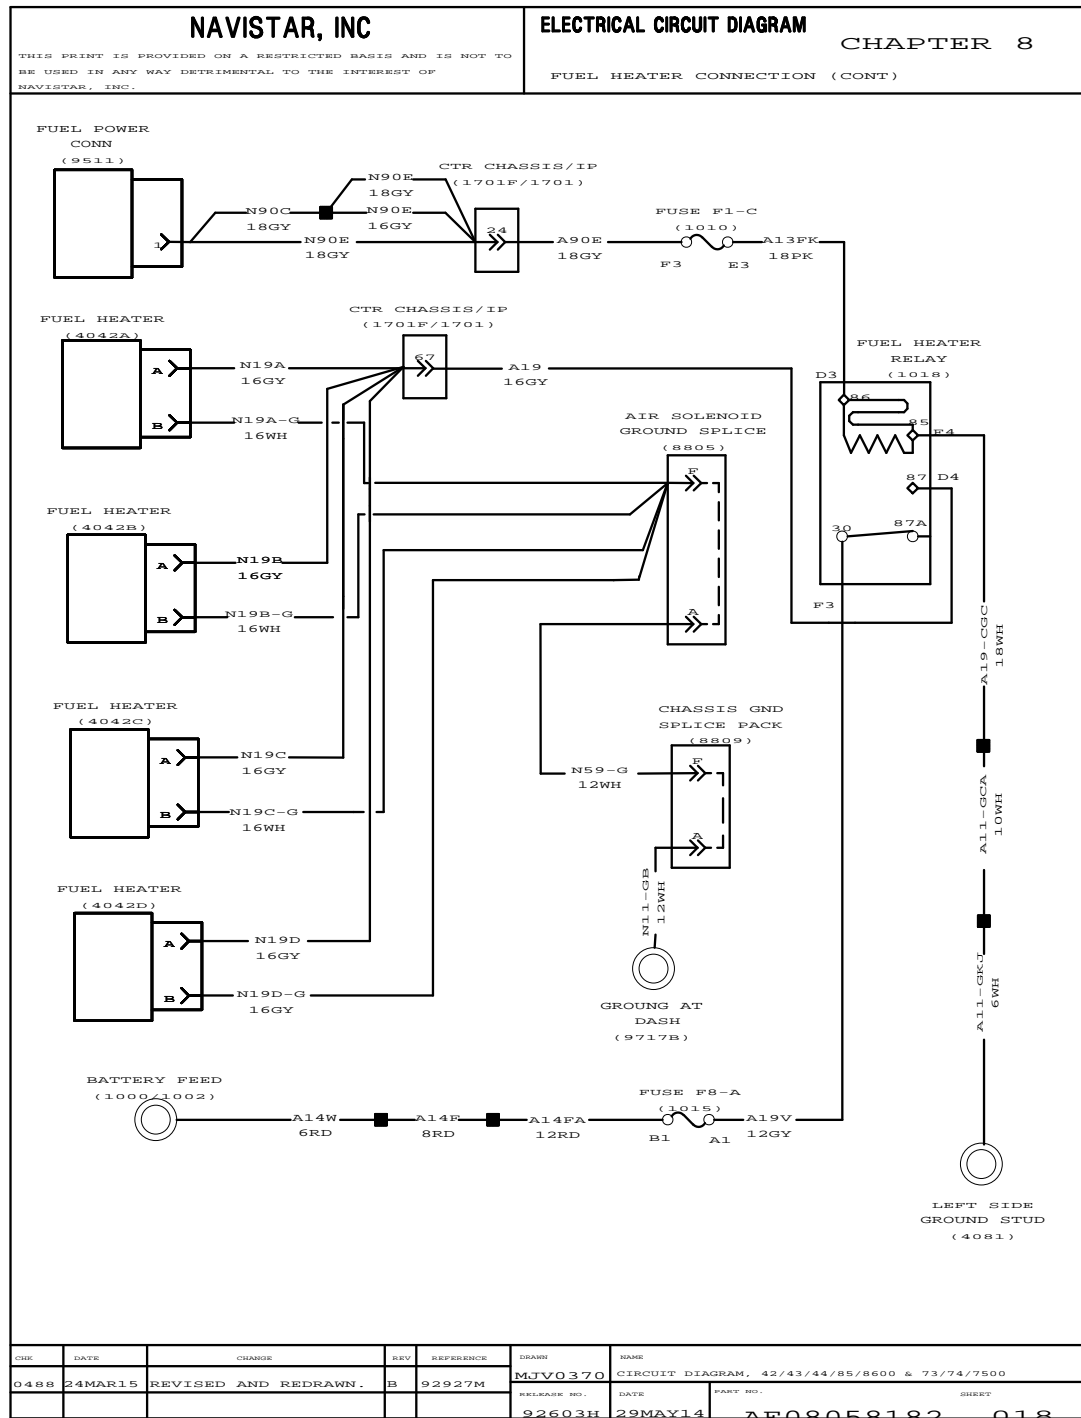 NAVISTAR, INC
THIS PRINT IS PROVIDED ON A RESTRICTED BASIS AND IS NOT TO
BE USED IN ANY WAY DETRIMENTAL TO THE INTEREST OF
NAVISTAR, INC.
ELECTRICAL CIRCUIT DIAGRAM
CHAPTER 8
FUEL HEATER CONNECTION (CONT)
FUEL POWER
CONN
(9511)
1
N90C
18GY
N90E
18GY
N90E
16GY
N90E
18GY
CTR CHASSIS/IP
(1701F/1701)
24
A90E
18GY
FUSE F1-C
(1010)
F3
E3
A13FK
18PK
FUEL HEATER
(4042A)
A
B
N19A
16GY
N19A-G
16WH
CTR CHASSIS/IP
(1701F/1701)
67
A19
16GY
FUEL HEATER
RELAY
(1018)
D3
86
85
F4
87
D4
30
87A
F3
AIR SOLENOID
GROUND SPLICE
(8805)
F
A
FUEL HEATER
(4042B)
A
B
N19B
16GY
N19B-G
16WH
A19-CGC
18WH
FUEL HEATER
(4042C)
A
B
N19C
16GY
N19C-G
16WH
CHASSIS GND
SPLICE PACK
(8809)
F
A
N59-G
12WH
A11-GCA
10WH
N11-GB
12WH
FUEL HEATER
(4042D)
A
B
N19D
16GY
N19D-G
16GY
A11-GKJ
6WH
GROUNG AT
DASH
(9717B)
BATTERY FEED
(1000/1002)
A14W
6RD
A14F
8RD
A14FA
12RD
FUSE F8-A
(1015)
B1
A1
A19V
12GY
LEFT SIDE
GROUND STUD
(4081)
CHK DATE CHANGE REV REFERENCE
0488 24MAR15 REVISED AND REDRAWN. B 92927M
DRAWN NAME
MJV0370 CIRCUIT DIAGRAM, 42/43/44/85/8600 & 73/74/7500
RELEASE NO. DATE PART NO. SHEET
92603H 29MAY14 AF08058182 018